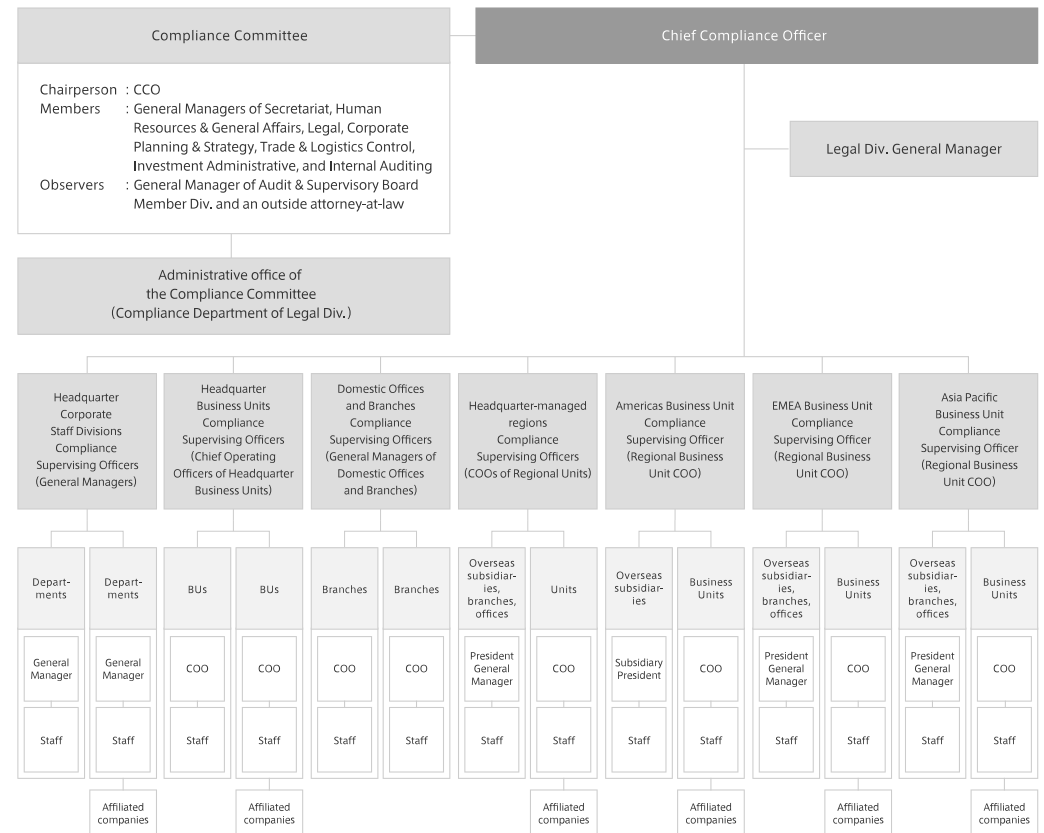 Compliance Committee
Chief Compliance Officer
Chairperson : CCO
Members : General Managers of Secretariat, Human
Resources & General Affairs, Legal, Corporate
Planning & Strategy, Trade & Logistics Control,
Investment Administrative, and Internal Auditing
Observers : General Manager of Audit & Supervisory Board
Member Div. and an outside attorney-at-law
Legal Div. General Manager
Administrative office of
the Compliance Committee
(Compliance Department of Legal Div.)
Headquarter
Corporate
Staff Divisions
Compliance
Supervising Officers
(General Managers)
Headquarter
Business Units
Compliance
Supervising Officers
(Chief Operating
Officers of Headquarter
Business Units)
Domestic Offices
and Branches
Compliance
Supervising Officers
(General Managers of
Domestic Offices
and Branches)
Headquarter-managed
regions
Compliance
Supervising Officers
(COOs of Regional Units)
Americas Business Unit
Compliance
Supervising Officer
(Regional Business
Unit COO)
EMEA Business Unit
Compliance
Supervising Officer
(Regional Business
Unit COO)
Asia Pacific
Business Unit
Compliance
Supervising Officer
(Regional Business
Unit COO)
Depart-
ments
Depart-
ments
BUs
BUs
Branches
Branches
Overseas
subsidiar-
ies,
branches,
offices
Units
Overseas
subsidiar-
ies
Business
Units
Overseas
subsidiar-
ies,
branches,
offices
Business
Units
Overseas
subsidiar-
ies,
branches,
offices
Business
Units
General
Manager
General
Manager
COO
COO
COO
COO
President
General
Manager
COO
Subsidiary
President
COO
President
General
Manager
COO
President
General
Manager
COO
Staff
Staff
Staff
Staff
Staff
Staff
Staff
Staff
Staff
Staff
Staff
Staff
Staff
Staff
Affiliated
companies
Affiliated
companies
Affiliated
companies
Affiliated
companies
Affiliated
companies
Affiliated
companies